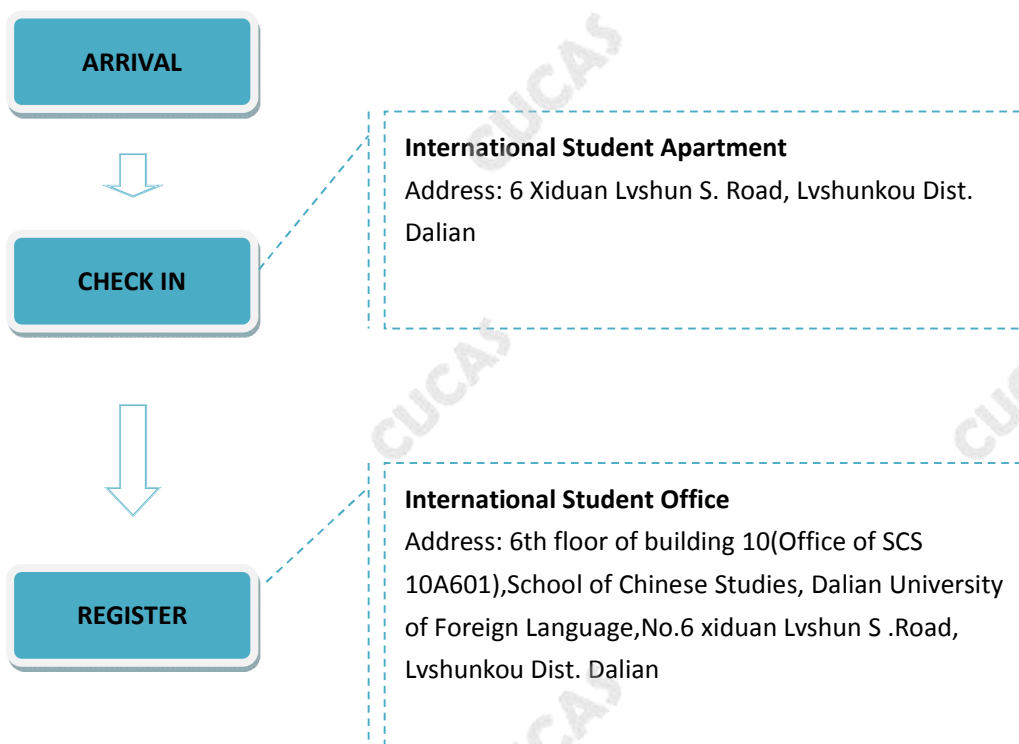 ARRIVAL
CUCAS
International Student Apartment
Address: 6 Xiduan Lvshun S. Road, Lvshunkou Dist.
Dalian
CHECK IN
CUCAS
International Student Office
Address: 6th floor of building 10(Office of SCS
10A601),School of Chinese Studies, Dalian University
of Foreign Language,No.6 xiduan Lvshun S .Road,
Lvshunkou Dist. Dalian
REGISTER